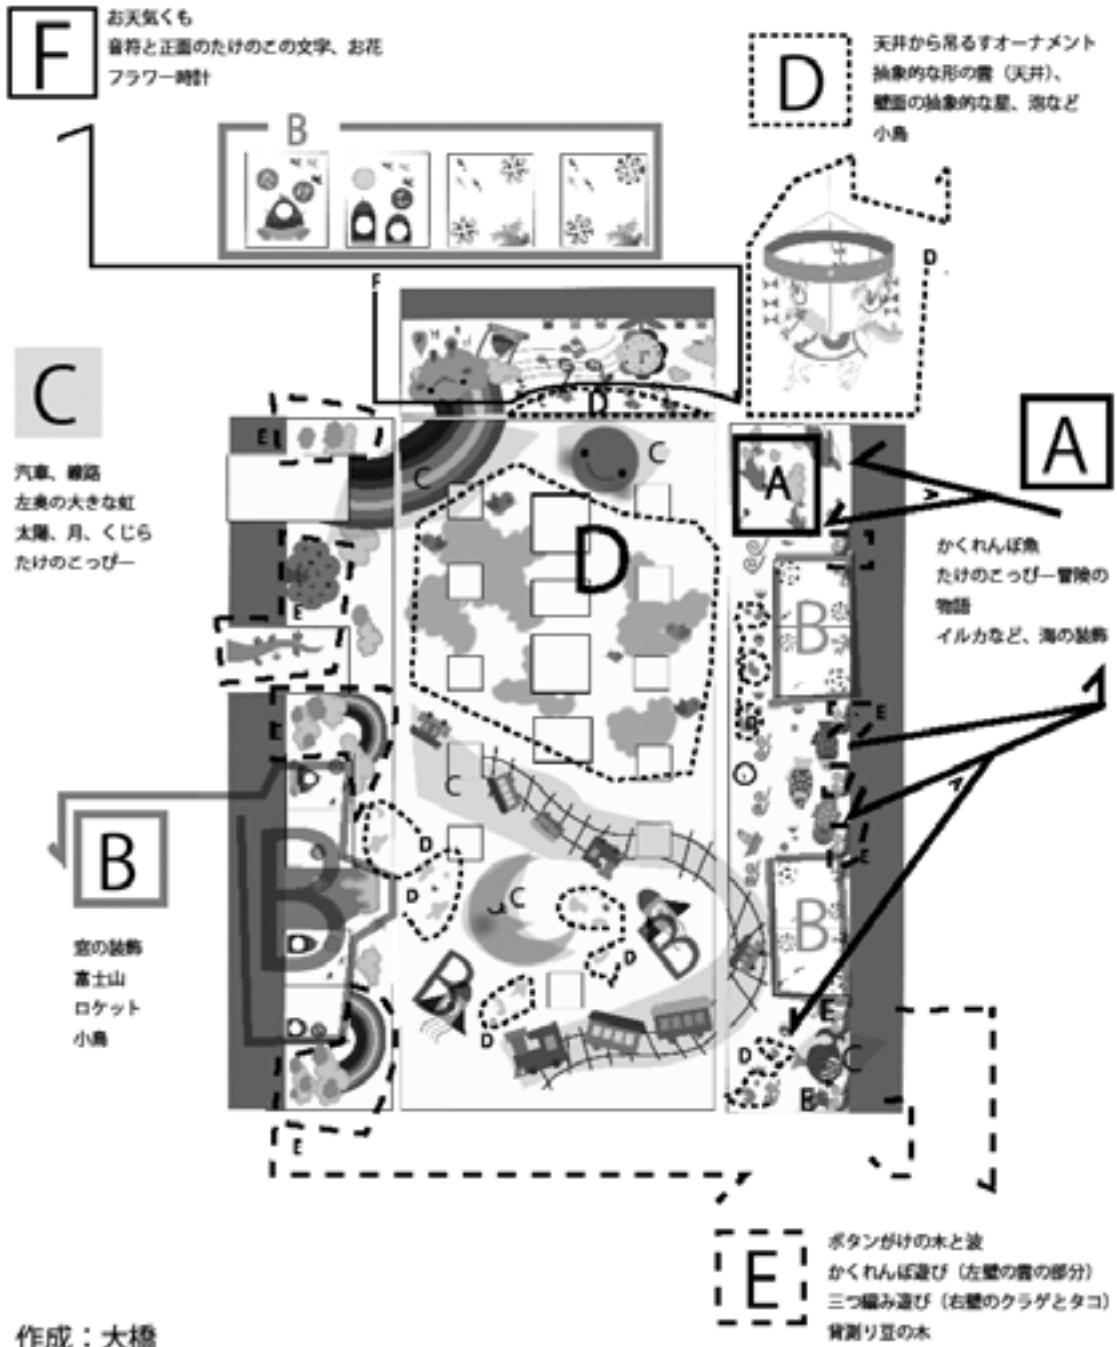 F
お天気くも
音符と正面のたけのこの文字、お花
フラワー時計
D
天井から吊るすオーナメント
抽象的な形の雲（天井）、
壁面の抽象的な星、泡など
小鳥
B
D
F
C
汽車、線路
左奥の大きな虹
太陽、月、くじら
たけのこっぴー
D
E
C
C
A
A
A
かくれんぼ魚
たけのこっぴー冒険の
物語
イルカなど、海の装飾
D
E
B
E
D
E
C
A
B
窓の装飾
富士山
ロケット
小鳥
B
D
D
C
B
B
B
E
D
D
E
D
C
E
E
E
ボタンがけの木と波
かくれんぼ遊び（左壁の雲の部分）
三つ編み遊び（右壁のクラゲとタコ）
背測り豆の木
作成：大橋